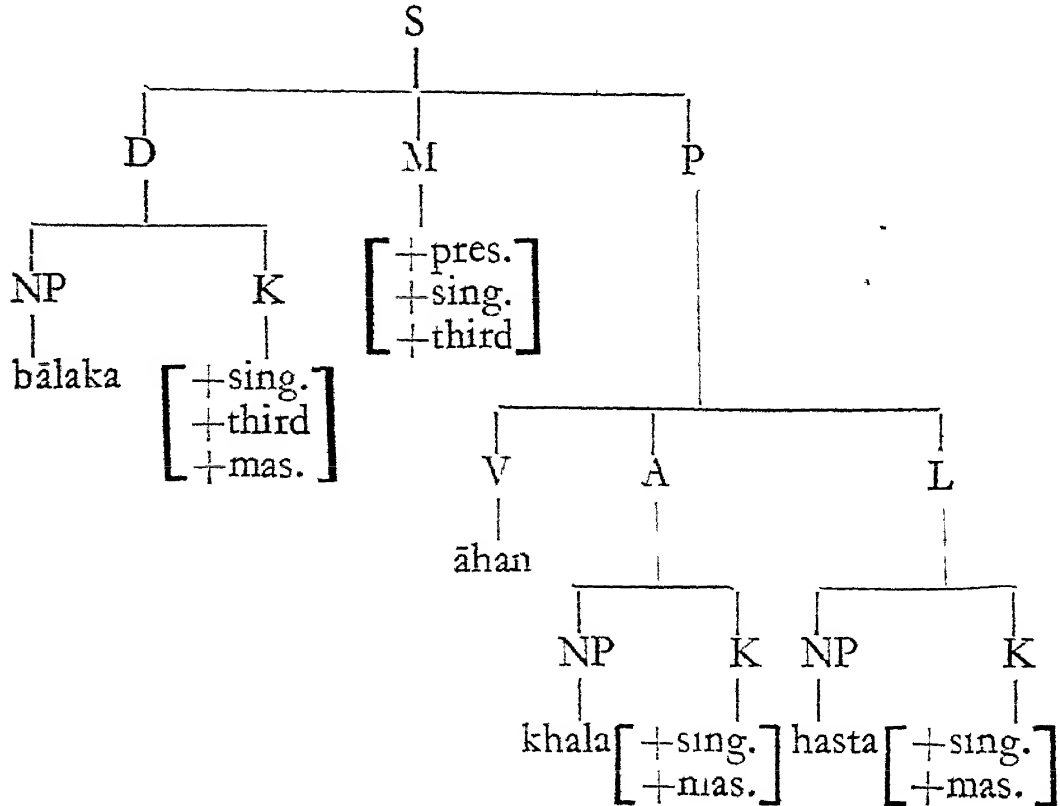 S
D M P
NP K
[+pres.
+sing.
+third]
bālaka [+sing.
+third
+mas.]
V A L
āhan
NP K NP K
khala [+sing.
+mas.] hasta [+sing.
+mas.]